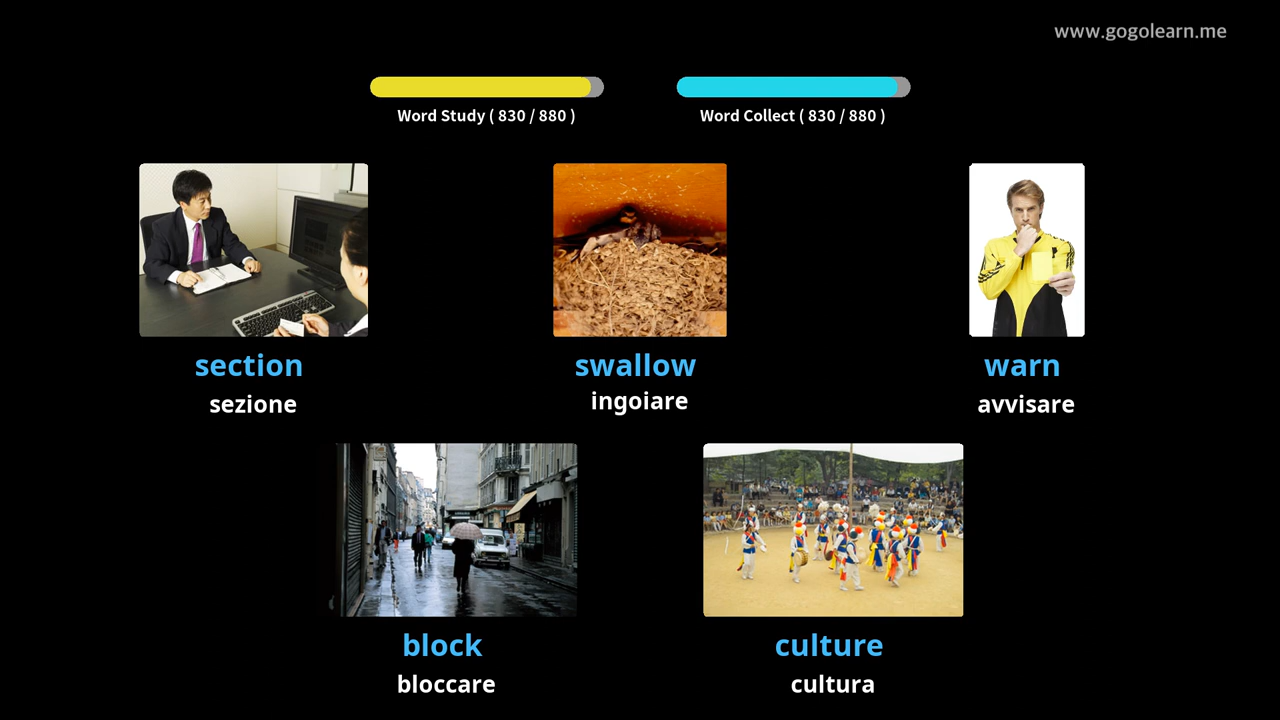 www.gogolearn.me
Word Study ( 830 / 880 )
Word Collect ( 830 / 880 )
section
sezione
swallow
ingoiare
warn
avvisare
block
bloccare
culture
cultura